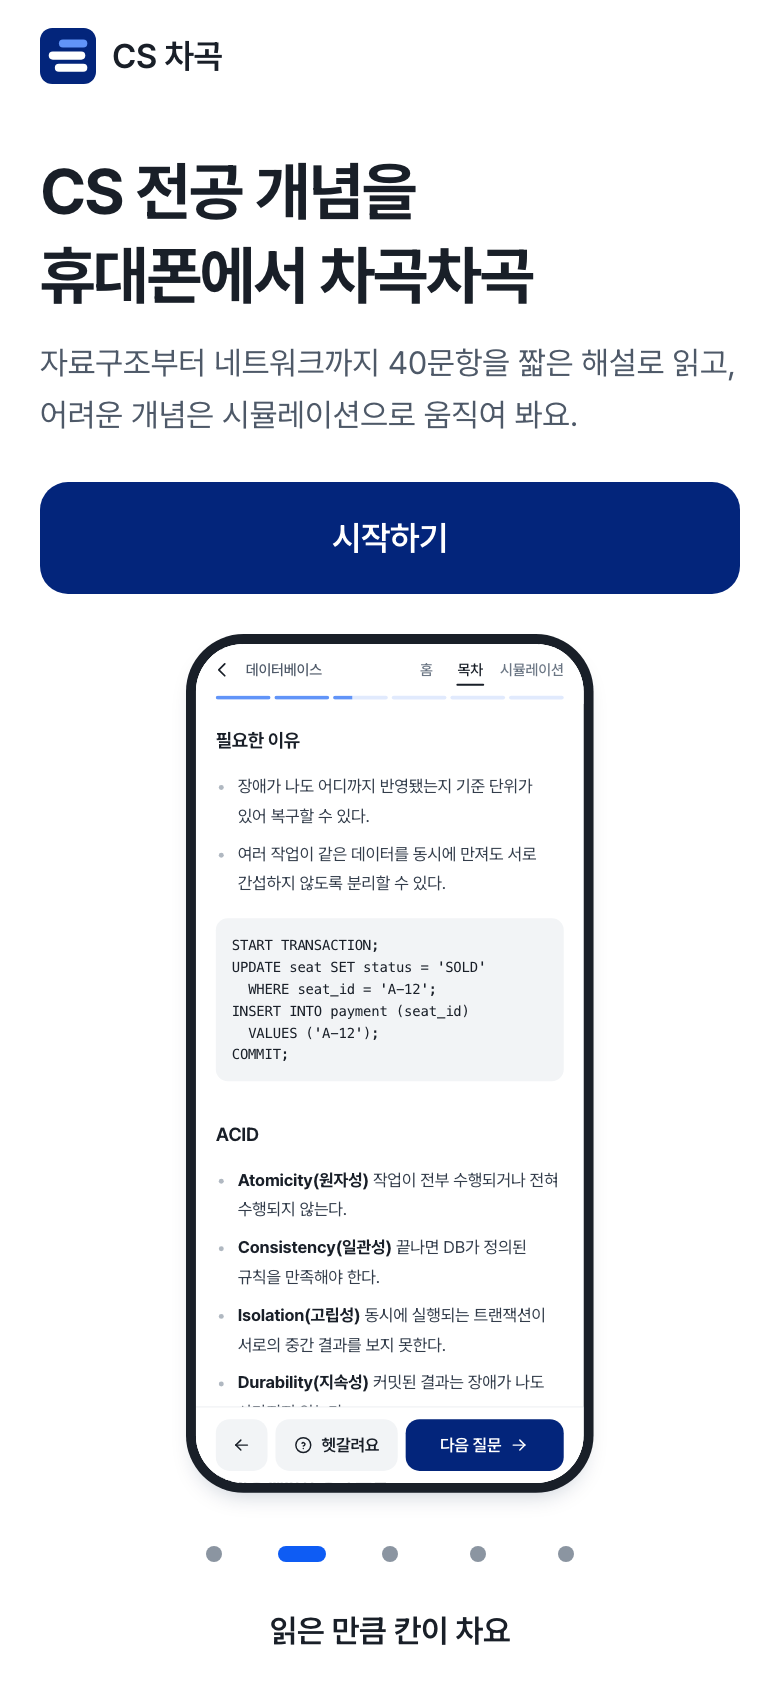 CS 차곡
CS 전공 개념을
휴대폰에서 차곡차곡
자료구조부터 네트워크까지 40문항을 짧은 해설로 읽고,
어려운 개념은 시뮬레이션으로 움직여 봐요.
시작하기
데이터베이스 홈 목차 시뮬레이션
필요한 이유
장애가 나도 어디까지 반영됐는지 기준 단위가
있어 복구할 수 있다.
여러 작업이 같은 데이터를 동시에 만져도 서로
간섭하지 않도록 분리할 수 있다.
START TRANSACTION;
UPDATE seat SET status = 'SOLD'
WHERE seat_id = 'A-12';
INSERT INTO payment (seat_id)
VALUES ('A-12');
COMMIT;
ACID
Atomicity(원자성) 작업이 전부 수행되거나 전혀
수행되지 않는다.
Consistency(일관성) 끝나면 DB가 정의된
규칙을 만족해야 한다.
Isolation(고립성) 동시에 실행되는 트랜잭션이
서로의 중간 결과를 보지 못한다.
Durability(지속성) 커밋된 결과는 장애가 나도
헷갈려요 다음 질문
읽은 만큼 칸이 차요